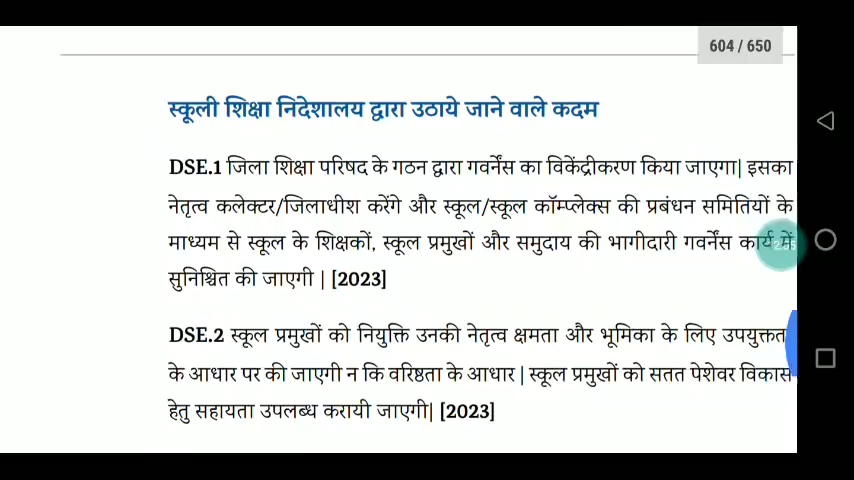 604 / 650
स्कूली शिक्षा निदेशालय द्वारा उठाये जाने वाले कदम
DSE.1 जिला शिक्षा परिषद के गठन द्वारा गवर्नेंस का विकेंद्रीकरण किया जाएगा| इसका
नेतृत्व कलेक्टर/जिलाधीश करेंगे और स्कूल/स्कूल कॉम्प्लेक्स की प्रबंधन समितियों के
माध्यम से स्कूल के शिक्षकों, स्कूल प्रमुखों और समुदाय की भागीदारी गवर्नेंस कार्य में
सुनिश्चित की जाएगी | [2023]
DSE.2 स्कूल प्रमुखों को नियुक्ति उनकी नेतृत्व क्षमता और भूमिका के लिए उपयुक्तत
के आधार पर की जाएगी न कि वरिष्ठता के आधार | स्कूल प्रमुखों को सतत पेशेवर विकास
हेतु सहायता उपलब्ध करायी जाएगी| [2023]